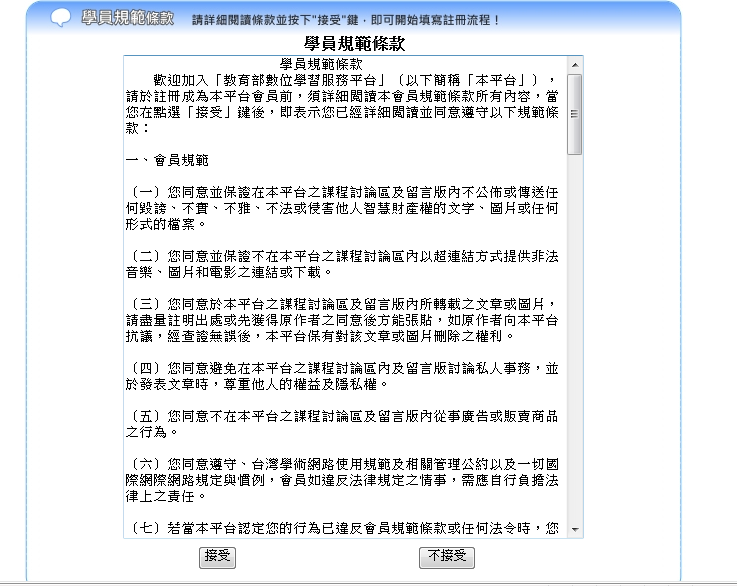 學員規範條款 請詳細閱讀條款並按下"接受"鍵，即可開始填寫註冊流程！
學員規範條款
學員規範條款
歡迎加入「教育部數位學習服務平台」（以下簡稱「本平台」），
請於註冊成為本平台會員前，須詳細閱讀本會員規範條款所有內容，當
您在點選「接受」鍵後，即表示您已經詳細閱讀並同意遵守以下規範條
款：
一、會員規範
（一）您同意並保證在本平台之課程討論區及留言版內不公佈或傳送任
何毀謗、不實、不雅、不法或侵害他人智慧財產權的文字、圖片或任何
形式的檔案。
（二）您同意並保證不在本平台之課程討論區內以超連結方式提供非法
音樂、圖片和電影之連結或下載。
（三）您同意於本平台之課程討論區及留言版內所轉載之文章或圖片，
請盡量註明出處或先獲得原作者之同意後方能張貼，如原作者向本平台
抗議，經查證無誤後，本平台保有對該文章或圖片刪除之權利。
（四）您同意避免在本平台之課程討論區內及留言版討論私人事務，並
於發表文章時，尊重他人的權益及隱私權。
（五）您同意不在本平台之課程討論區及留言版內從事廣告或販賣商品
之行為。
（六）您同意遵守、台灣學術網路使用規範及相關管理公約以及一切國
際網際網路規定與慣例，會員如違反法律規定之情事，需應自行負擔法
律上之責任。
（七）若當本平台認定您的行為已違反會員規範條款或任何法令時，您
接受 不接受